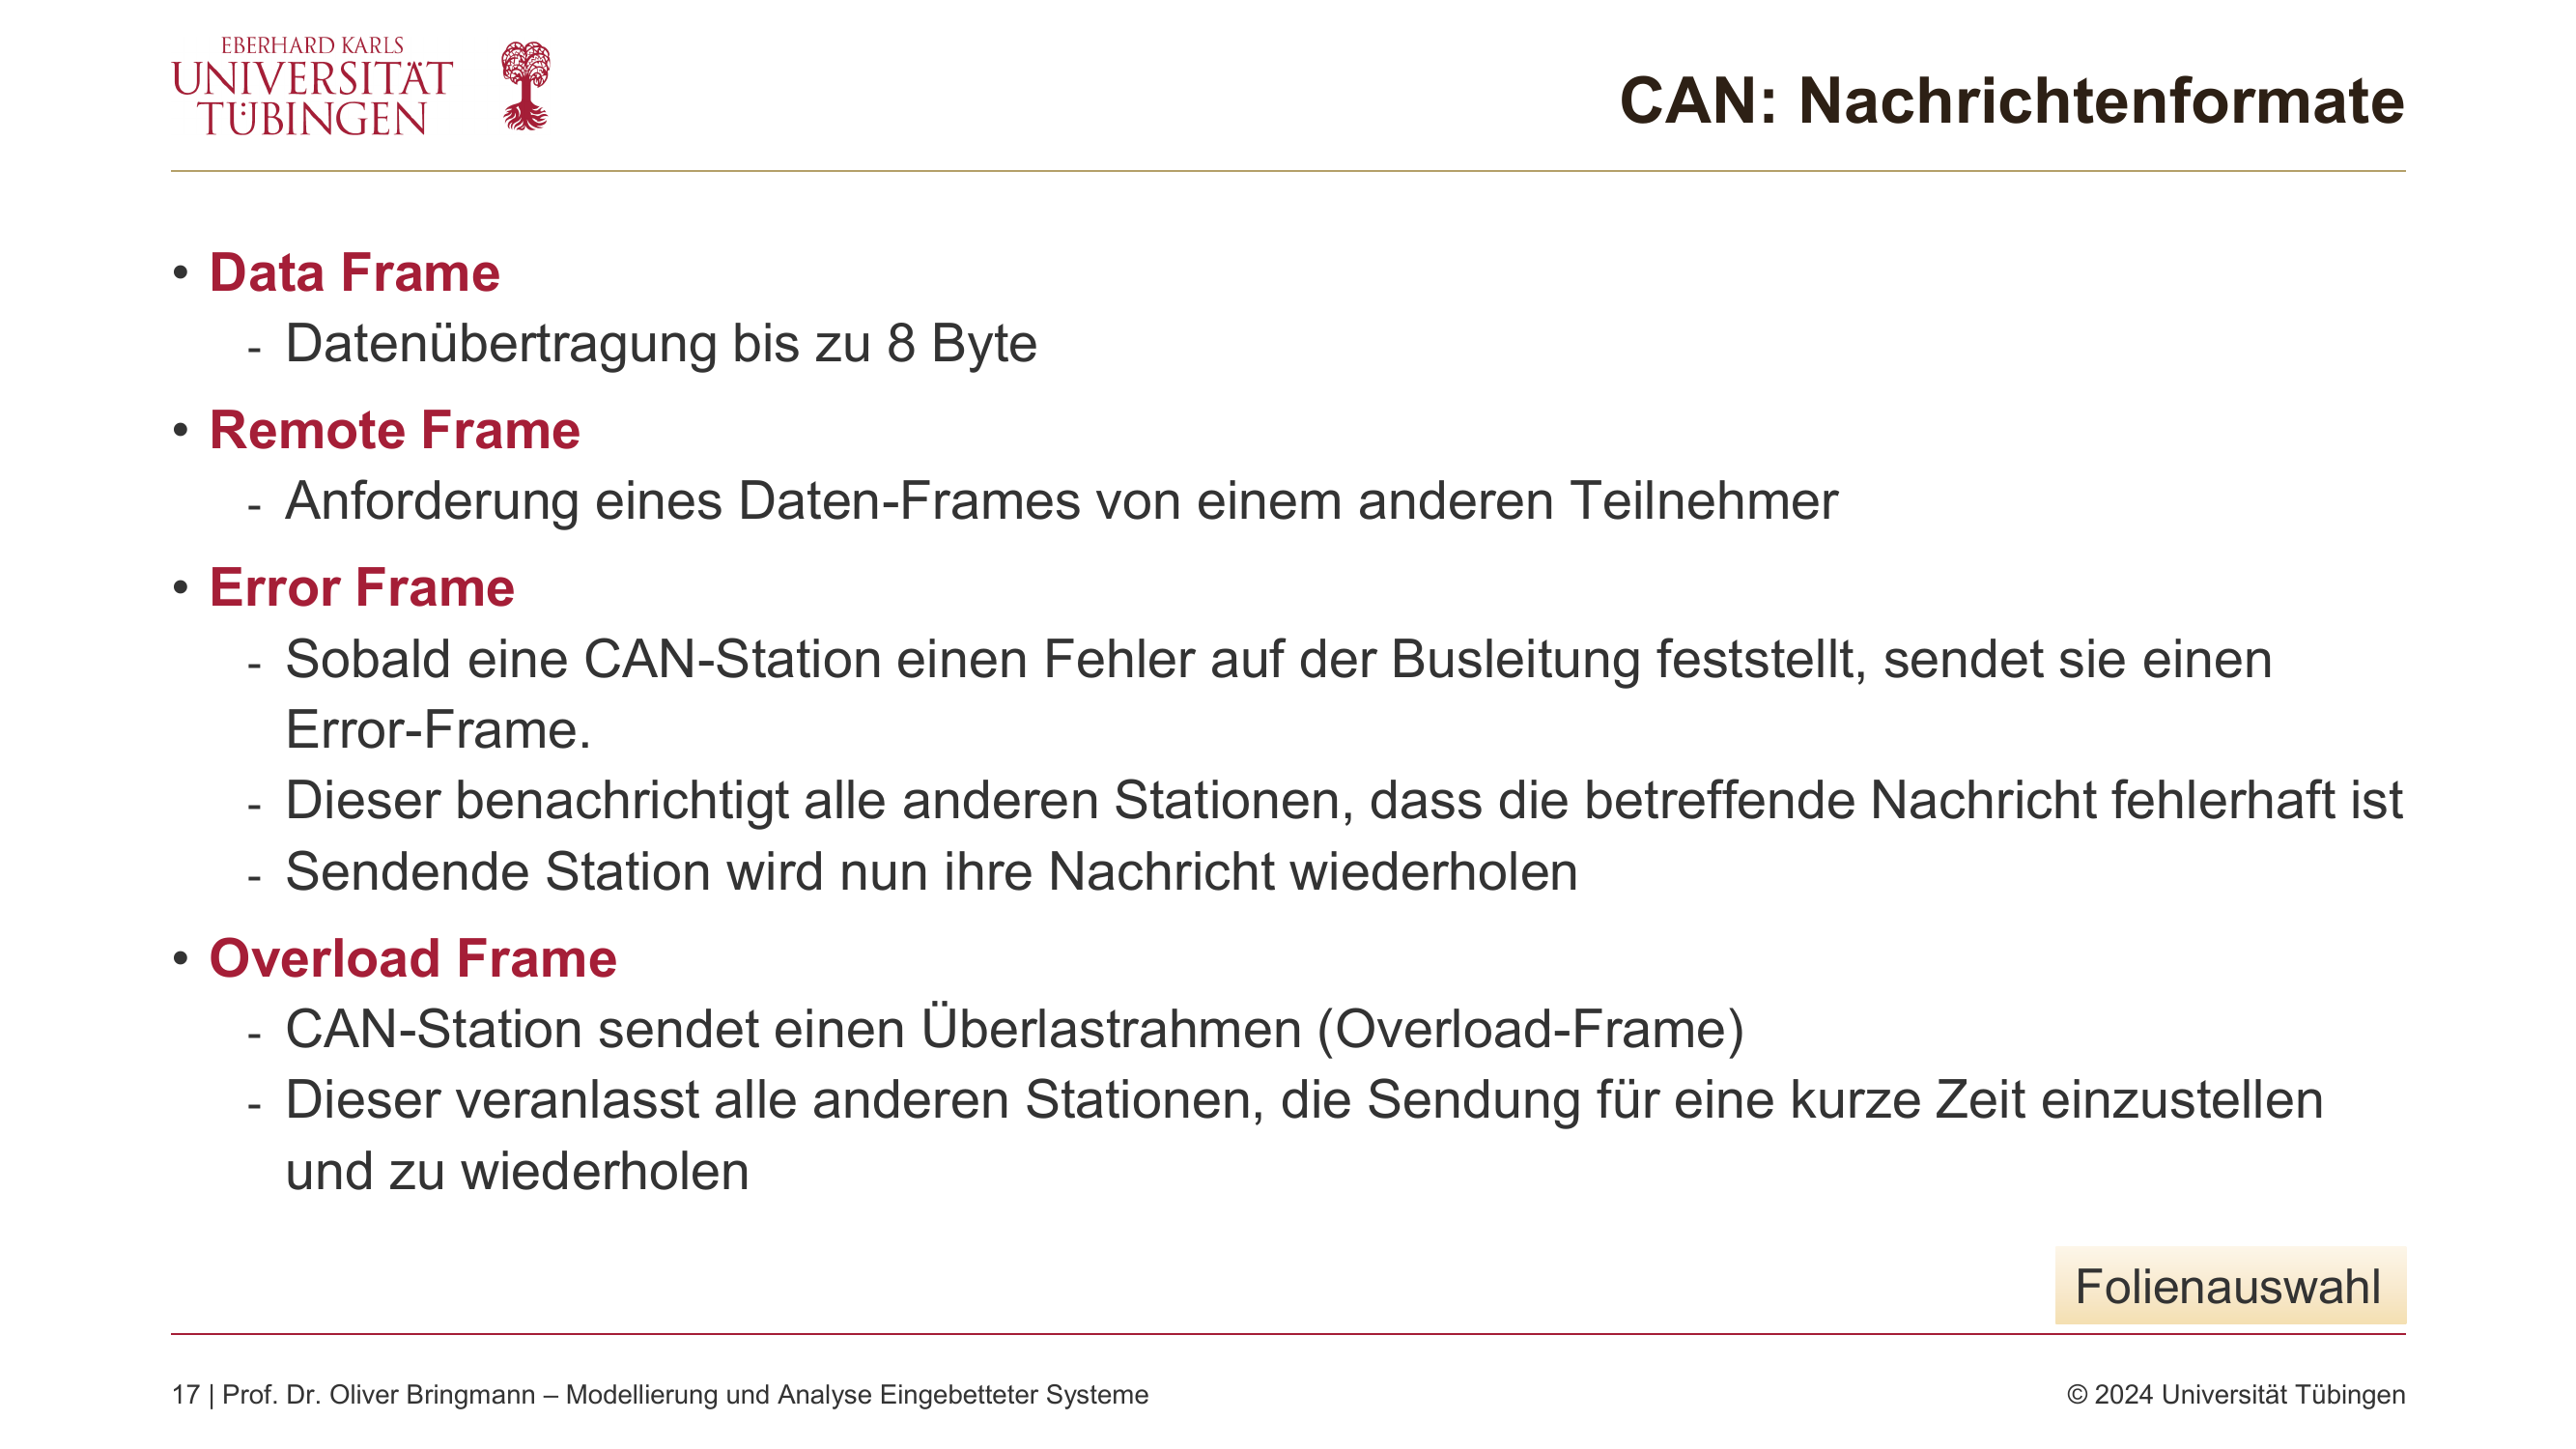 EBERHARD KARLS
UNIVERSITÄT
TÜBINGEN
CAN: Nachrichtenformate
• Data Frame
- Datenübertragung bis zu 8 Byte
• Remote Frame
- Anforderung eines Daten-Frames von einem anderen Teilnehmer
• Error Frame
- Sobald eine CAN-Station einen Fehler auf der Busleitung feststellt, sendet sie einen
Error-Frame.
- Dieser benachrichtigt alle anderen Stationen, dass die betreffende Nachricht fehlerhaft ist
- Sendende Station wird nun ihre Nachricht wiederholen
• Overload Frame
- CAN-Station sendet einen Überlastrahmen (Overload-Frame)
- Dieser veranlasst alle anderen Stationen, die Sendung für eine kurze Zeit einzustellen
und zu wiederholen
Folienauswahl
17 | Prof. Dr. Oliver Bringmann – Modellierung und Analyse Eingebetteter Systeme
© 2024 Universität Tübingen